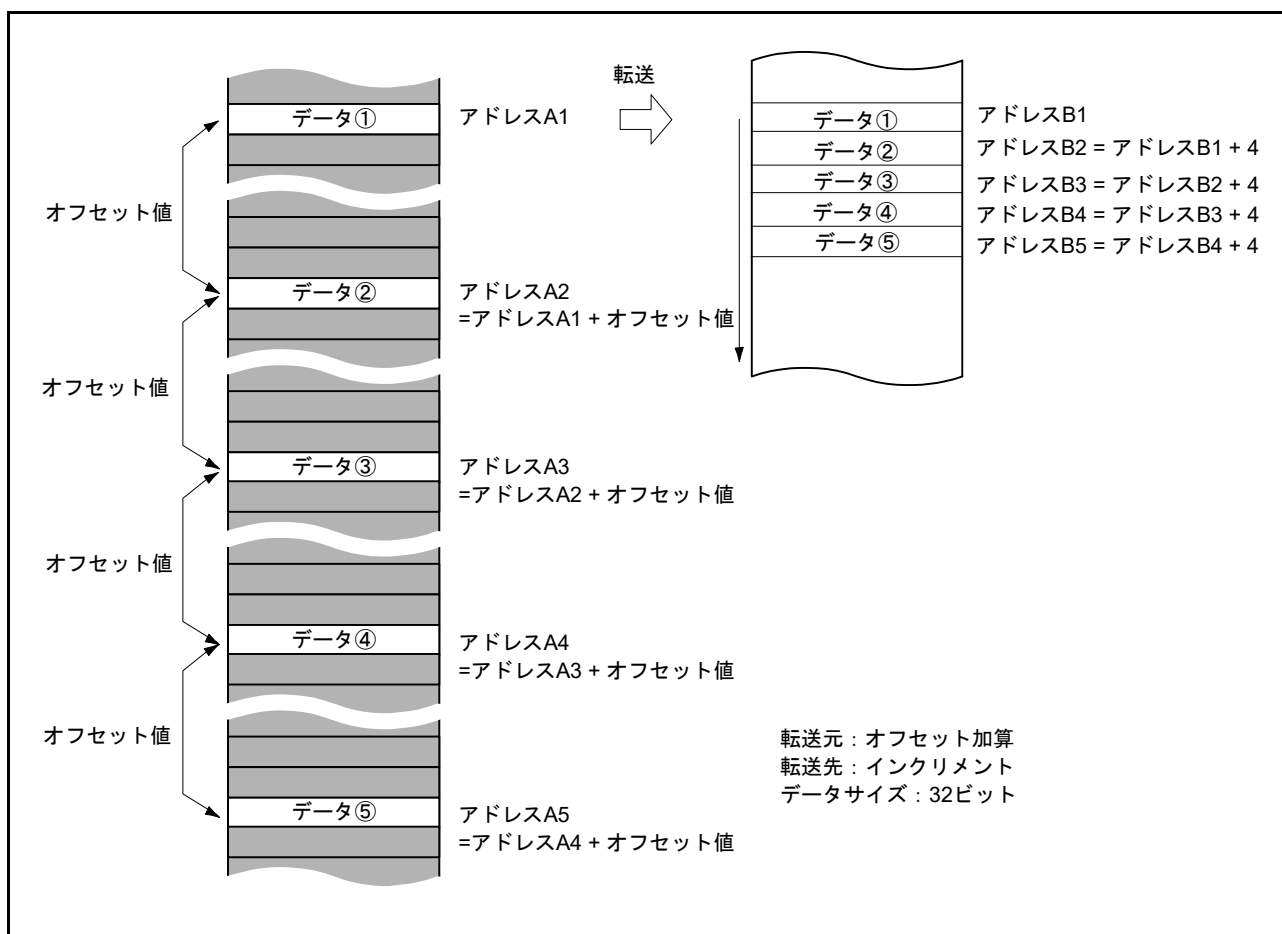 転送
データ①
アドレスA1
オフセット値
データ②
アドレスA2
=アドレスA1 + オフセット値
オフセット値
データ③
アドレスA3
=アドレスA2 + オフセット値
オフセット値
データ④
アドレスA4
=アドレスA3 + オフセット値
オフセット値
データ⑤
アドレスA5
=アドレスA4 + オフセット値
データ①
アドレスB1
データ②
アドレスB2 = アドレスB1 + 4
データ③
アドレスB3 = アドレスB2 + 4
データ④
アドレスB4 = アドレスB3 + 4
データ⑤
アドレスB5 = アドレスB4 + 4
転送元：オフセット加算
転送先：インクリメント
データサイズ：32ビット